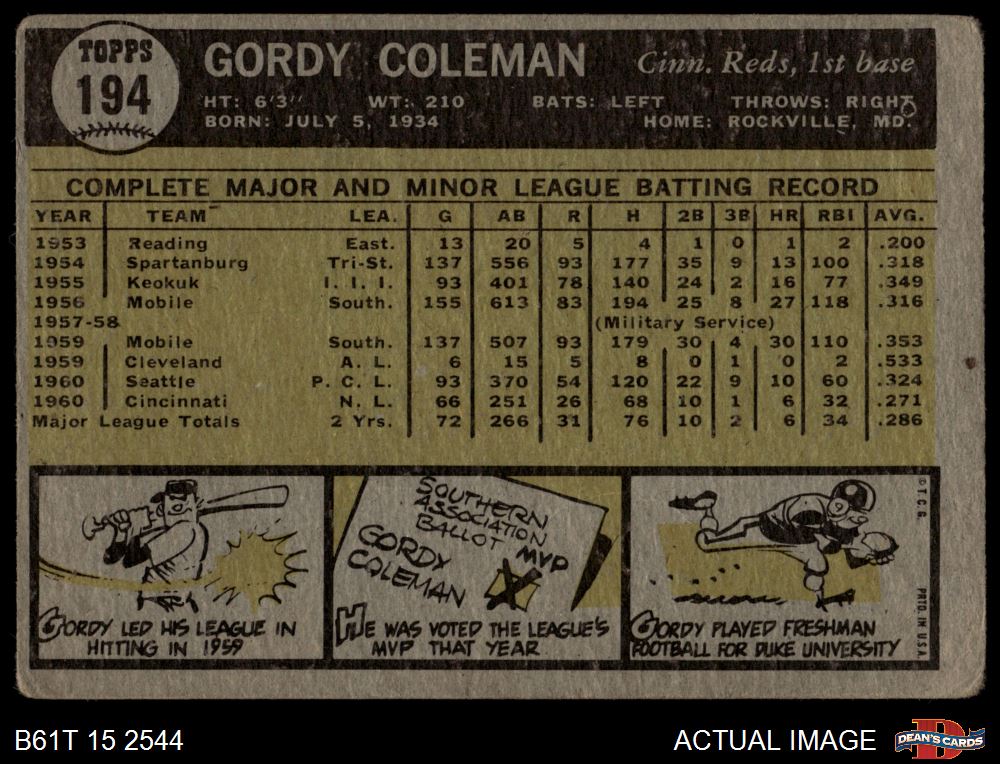 TOPPS
194
GORDY COLEMAN Cinn. Reds, 1st base
HT: 6'3" WT: 210 BATS: LEFT THROWS: RIGHT
BORN: JULY 5, 1934 HOME: ROCKVILLE, MD.
COMPLETE MAJOR AND MINOR LEAGUE BATTING RECORD
YEAR TEAM LEA. G AB R H 2B 3B HR RBI AVG.
1953 Reading East. 13 20 5 4 1 0 1 2 .200
1954 Spartanburg Tri-St. 137 556 93 177 35 9 13 100 .318
1955 Keokuk I. I. I. 93 401 78 140 24 2 16 77 .349
1956 Mobile South. 155 613 83 194 25 8 27 118 .316
1957-58 (Military Service)
1959 Mobile South. 137 507 93 179 30 4 30 110 .353
1959 Cleveland A. L. 6 15 5 8 0 1 0 2 .533
1960 Seattle P. C. L. 93 370 54 120 22 9 10 60 .324
1960 Cincinnati N. L. 66 251 26 68 10 1 6 32 .271
Major League Totals 2 Yrs. 72 266 31 76 10 2 6 34 .286
GORDY LED HIS LEAGUE IN
HITTING IN 1959
SOUTHERN
ASSOCIATION
BALLOT
MVP
GORDY
COLEMAN
HE WAS VOTED THE LEAGUE'S
MVP THAT YEAR
GORDY PLAYED FRESHMAN
FOOTBALL FOR DUKE UNIVERSITY
© T. C. G. PRTD. IN U.S.A.
B61T 15 2544
ACTUAL IMAGE
DEAN'S CARDS